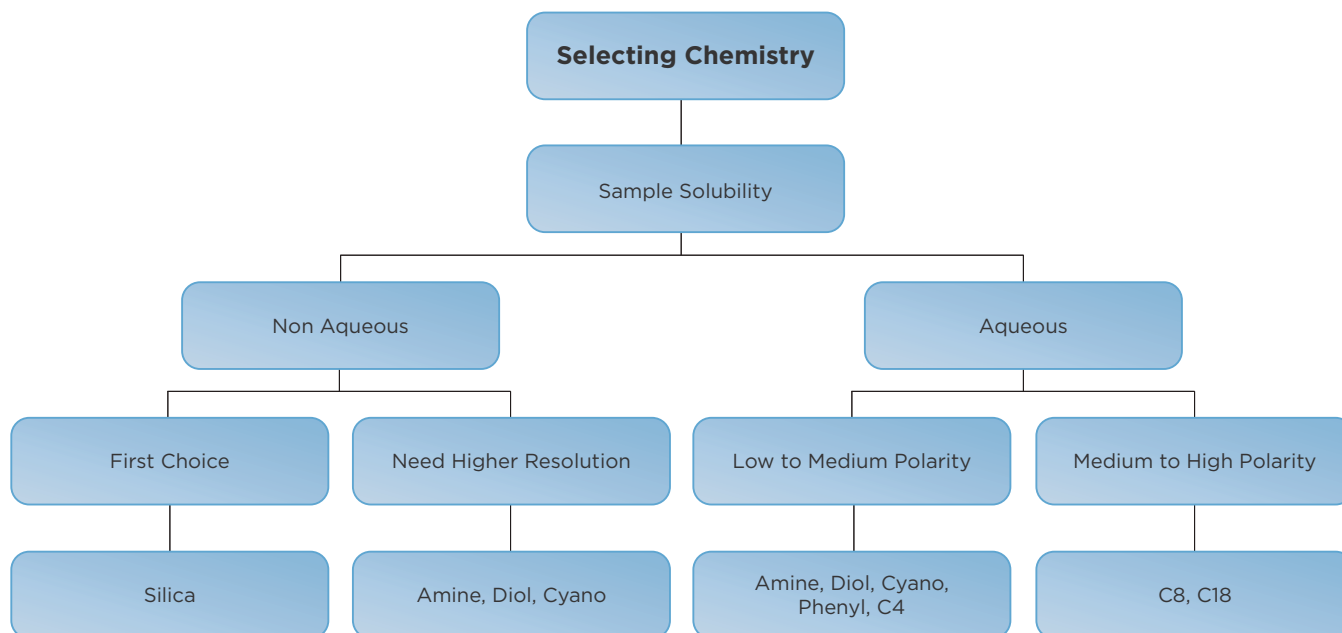 Selecting Chemistry
Sample Solubility
Non Aqueous
Aqueous
First Choice
Need Higher Resolution
Low to Medium Polarity
Medium to High Polarity
Silica
Amine, Diol, Cyano
Amine, Diol, Cyano,
Phenyl, C4
C8, C18